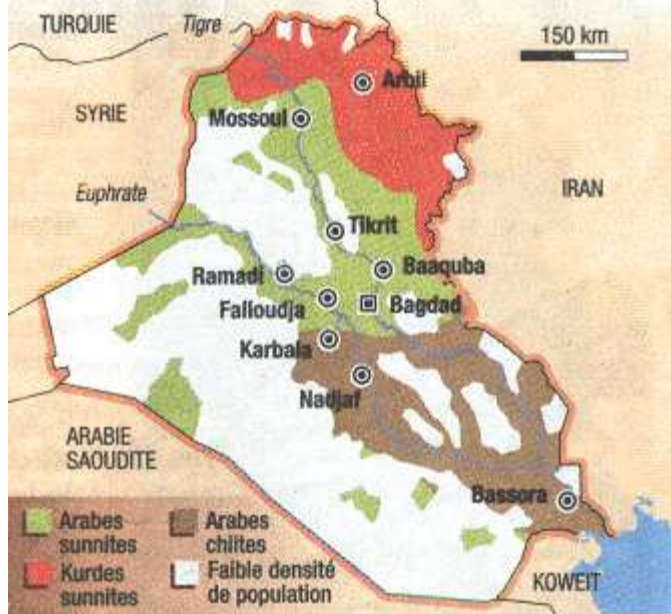 TURQUIE
Tigre
150 km
Arbil
Mossoul
SYRIE
IRAN
Euphrate
Tikrit
Baaquba
Ramadi
Bagdad
Falloudja
Karbala
Nadjaf
ARABIE
SAOUDITE
Bassora
Arabes
sunnites
Arabes
chiites
Kurdes
sunnites
Faible densité
de population
KOWEIT